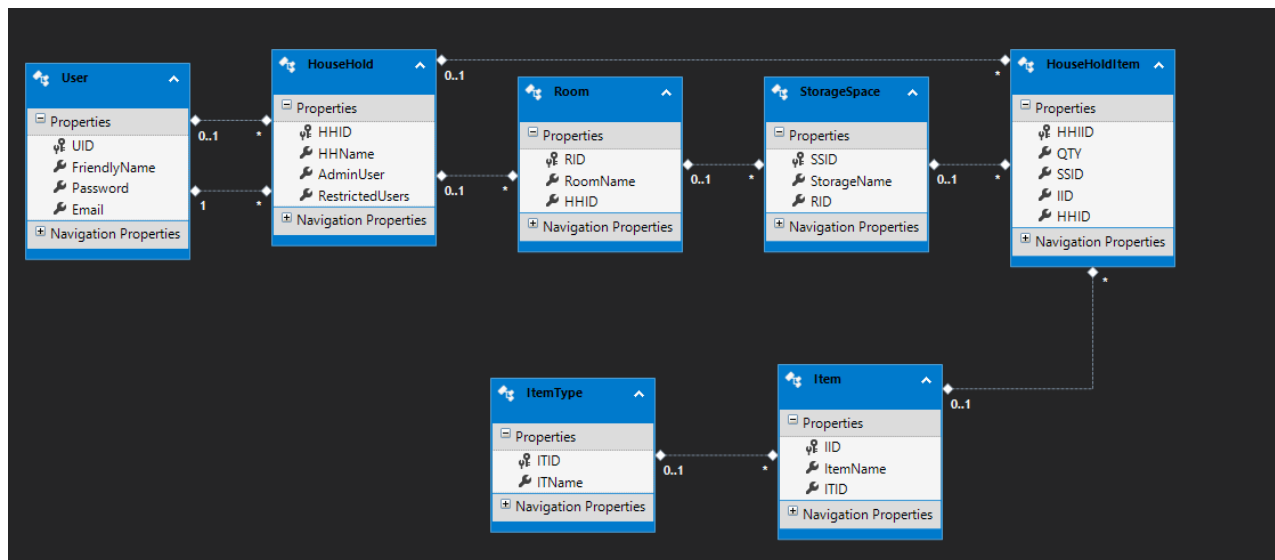 User
Properties
UID
FriendlyName
Password
Email
Navigation Properties
0..1
*
1
*
HouseHold
Properties
HHID
HHName
AdminUser
RestrictedUsers
Navigation Properties
0..1
*
0..1
*
Room
Properties
RID
RoomName
HHID
Navigation Properties
0..1
*
StorageSpace
Properties
SSID
StorageName
RID
Navigation Properties
0..1
*
HouseHoldItem
Properties
HHIID
QTY
SSID
IID
HHID
Navigation Properties
*
0..1
ItemType
Properties
ITID
ITName
Navigation Properties
0..1
*
Item
Properties
IID
ItemName
ITID
Navigation Properties